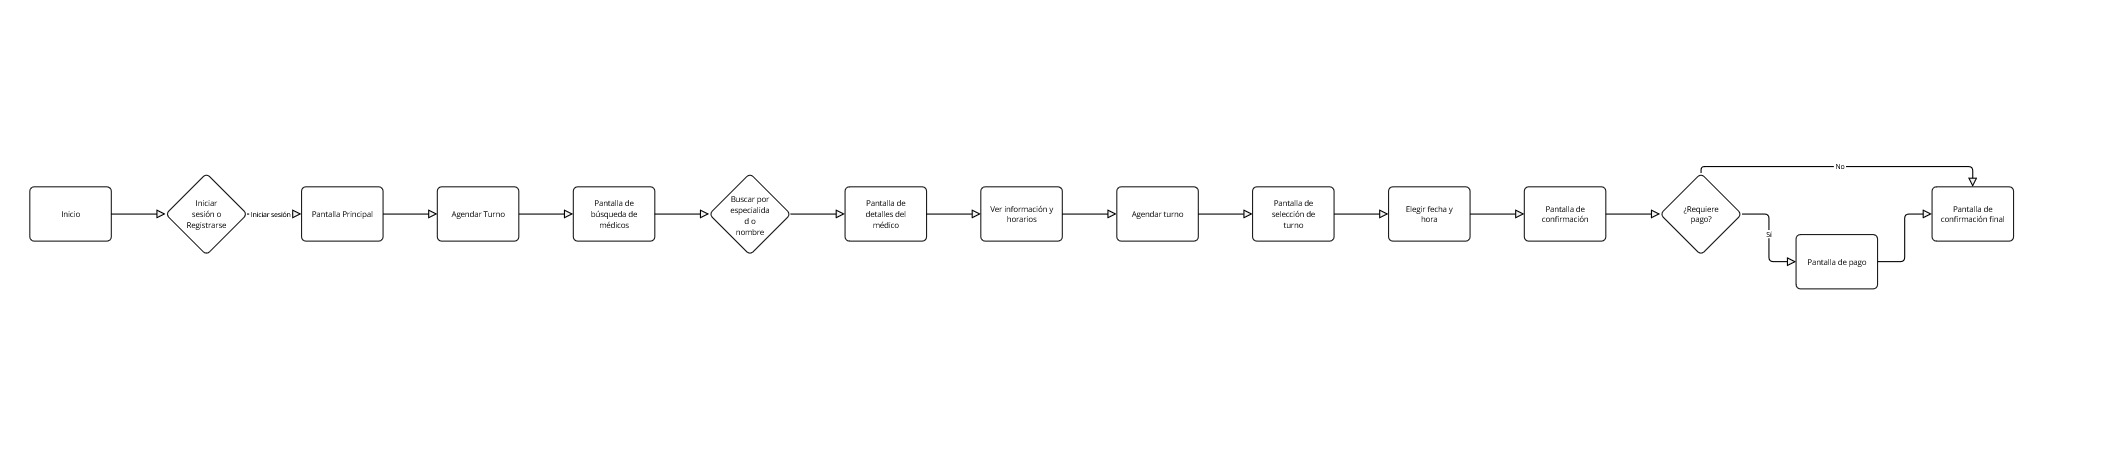 Inicio
Iniciar
sesión o
Registrarse
Iniciar sesión
Pantalla Principal
Agendar Turno
Pantalla de
búsqueda de
médicos
Buscar por
especialida
d o
nombre
Pantalla de
detalles del
médico
Ver información y
horarios
Agendar turno
Pantalla de
selección de
turno
Elegir fecha y
hora
Pantalla de
confirmación
¿Requiere
pago?
No
Sí
Pantalla de pago
Pantalla de
confirmación final